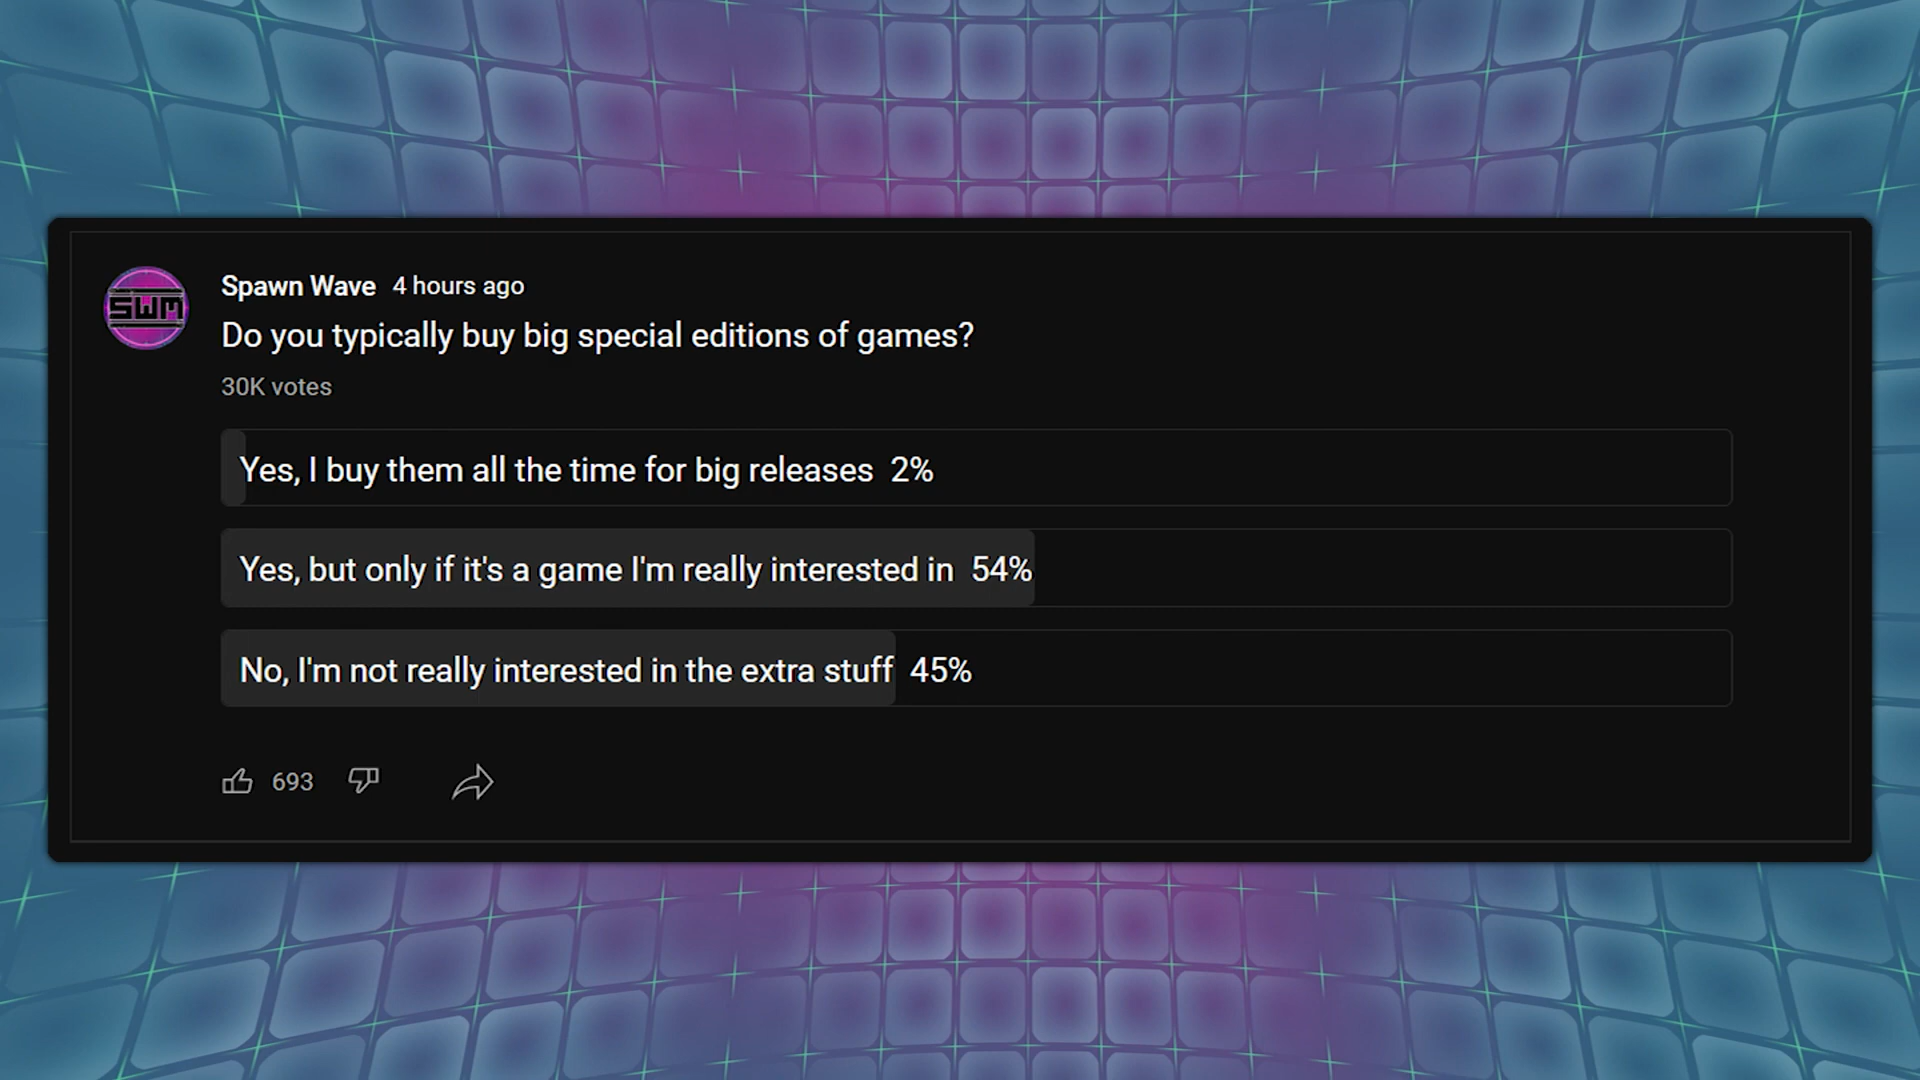 SWM
Spawn Wave 4 hours ago
Do you typically buy big special editions of games?
30K votes
Yes, I buy them all the time for big releases 2%
Yes, but only if it's a game I'm really interested in 54%
No, I'm not really interested in the extra stuff 45%
693